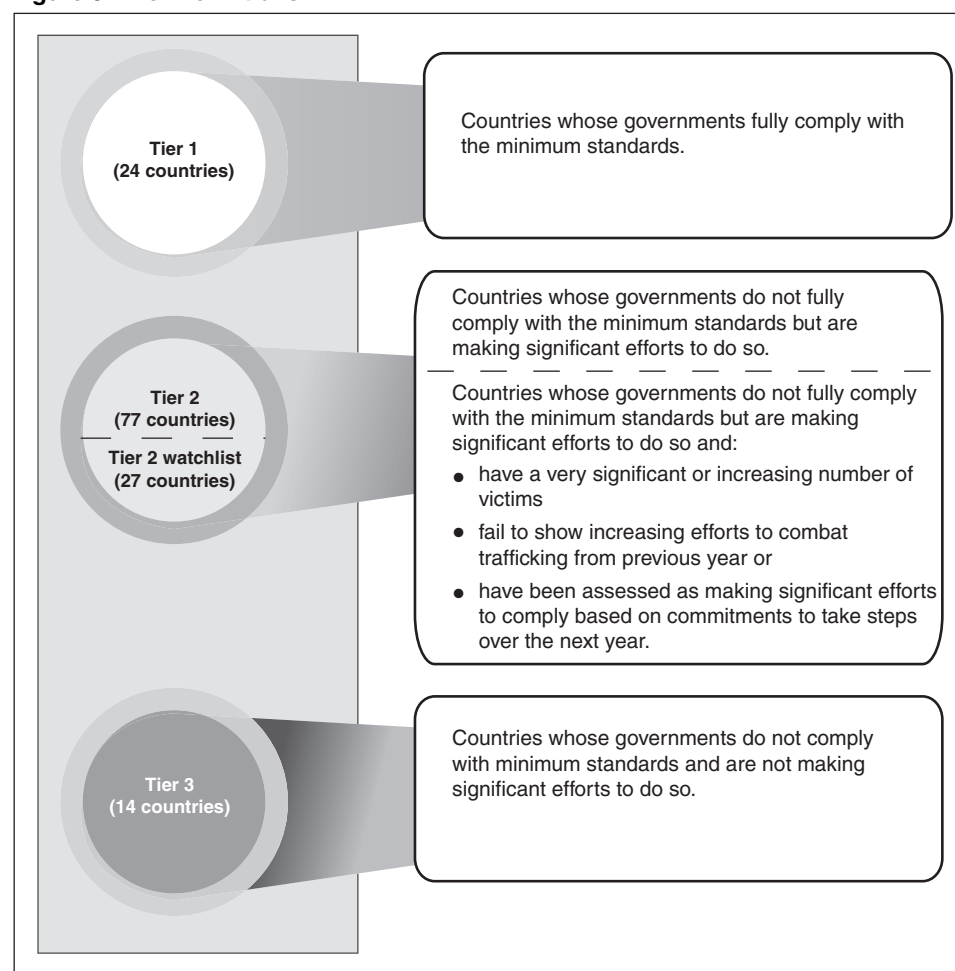 Tier 1
(24 countries)
Countries whose governments fully comply with
the minimum standards.
Tier 2
(77 countries)
Tier 2 watchlist
(27 countries)
Countries whose governments do not fully
comply with the minimum standards but are
making significant efforts to do so.
Countries whose governments do not fully comply
with the minimum standards but are making
significant efforts to do so and:
● have a very significant or increasing number of
victims
● fail to show increasing efforts to combat
trafficking from previous year or
● have been assessed as making significant efforts
to comply based on commitments to take steps
over the next year.
Tier 3
(14 countries)
Countries whose governments do not comply
with minimum standards and are not making
significant efforts to do so.